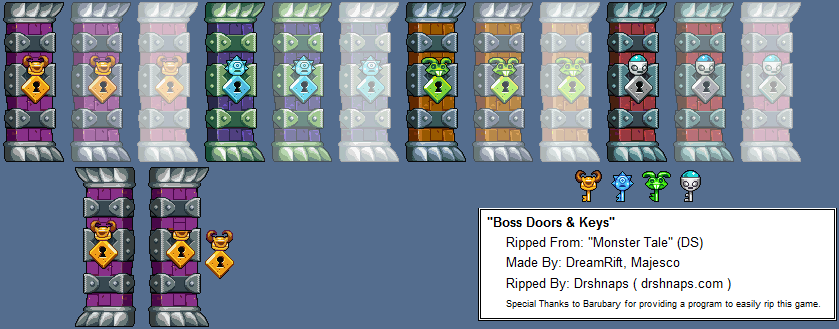 "Boss Doors & Keys"
Ripped From: "Monster Tale" (DS)
Made By: DreamRift, Majesco
Ripped By: Drshnaps ( drshnaps.com )
Special Thanks to Barubary for providing a program to easily rip this game.